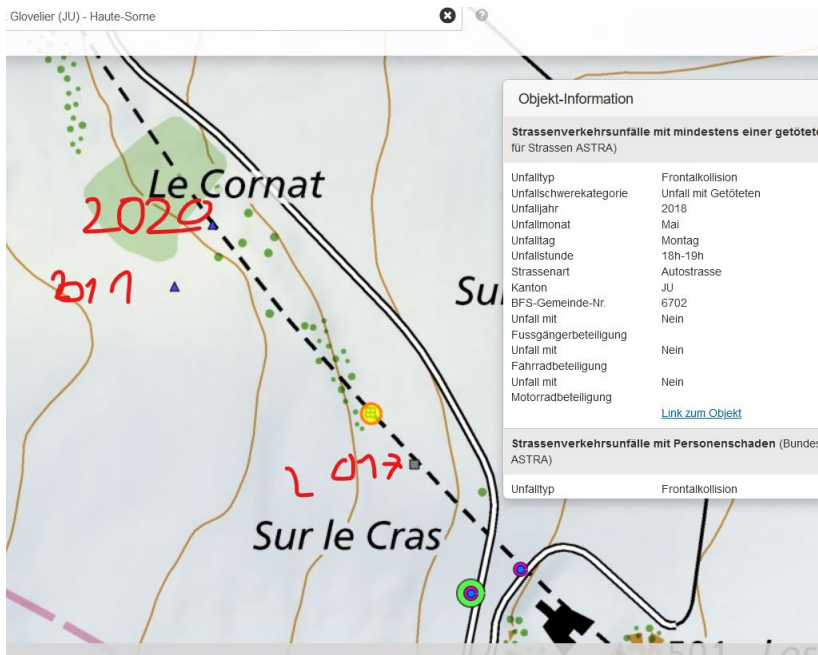 Glovelier (JU) - Haute-Sorne
Objekt-Information
Strassenverkehrsunfälle mit mindestens einer getötete
für Strassen ASTRA)
Unfalltyp Frontalkollision
Unfallschwerekategorie Unfall mit Getöteten
Unfalljahr 2018
Unfallmonat Mai
Unfalltag Montag
Unfallstunde 18h-19h
Strassenart Autostrasse
Kanton JU
BFS-Gemeinde-Nr. 6702
Unfall mit Nein
Fussgängerbeteiligung
Unfall mit Nein
Fahrradbeteiligung
Unfall mit Nein
Motorradbeteiligung
Link zum Objekt
Strassenverkehrsunfälle mit Personenschaden (Bundes
ASTRA)
Unfalltyp Frontalkollision
Le Cornat
2020
2011
Su
2017
Sur le Cras